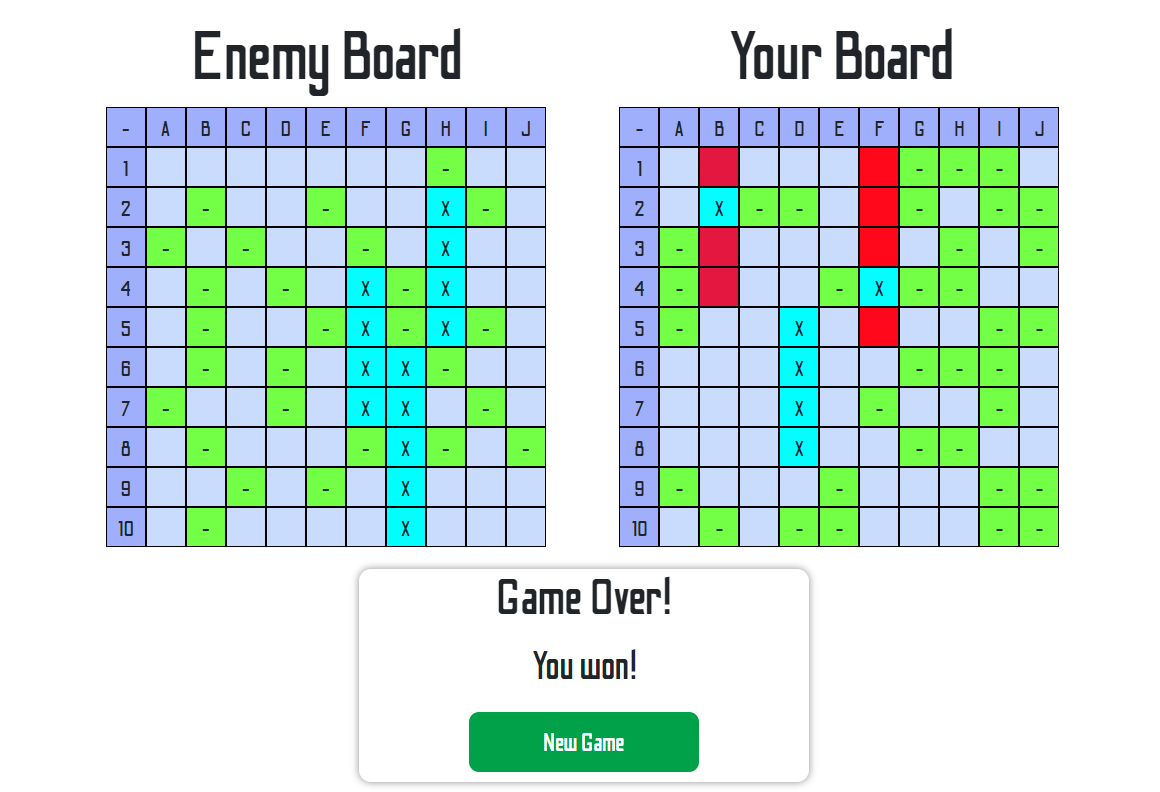 Enemy Board
- A B C D E F G H I J
1 -
2 - - X -
3 - - - X
4 - - X - X
5 - - X - X -
6 - - X X -
7 - - X X -
8 - - X - -
9 - - X
10 - X
Your Board
- A B C D E F G H I J
1 - - -
2 X - - - - -
3 - - -
4 - - X - -
5 - X - -
6 X - - -
7 X - -
8 X - -
9 - - - -
10 - - - - -
Game Over!
You won!
New Game